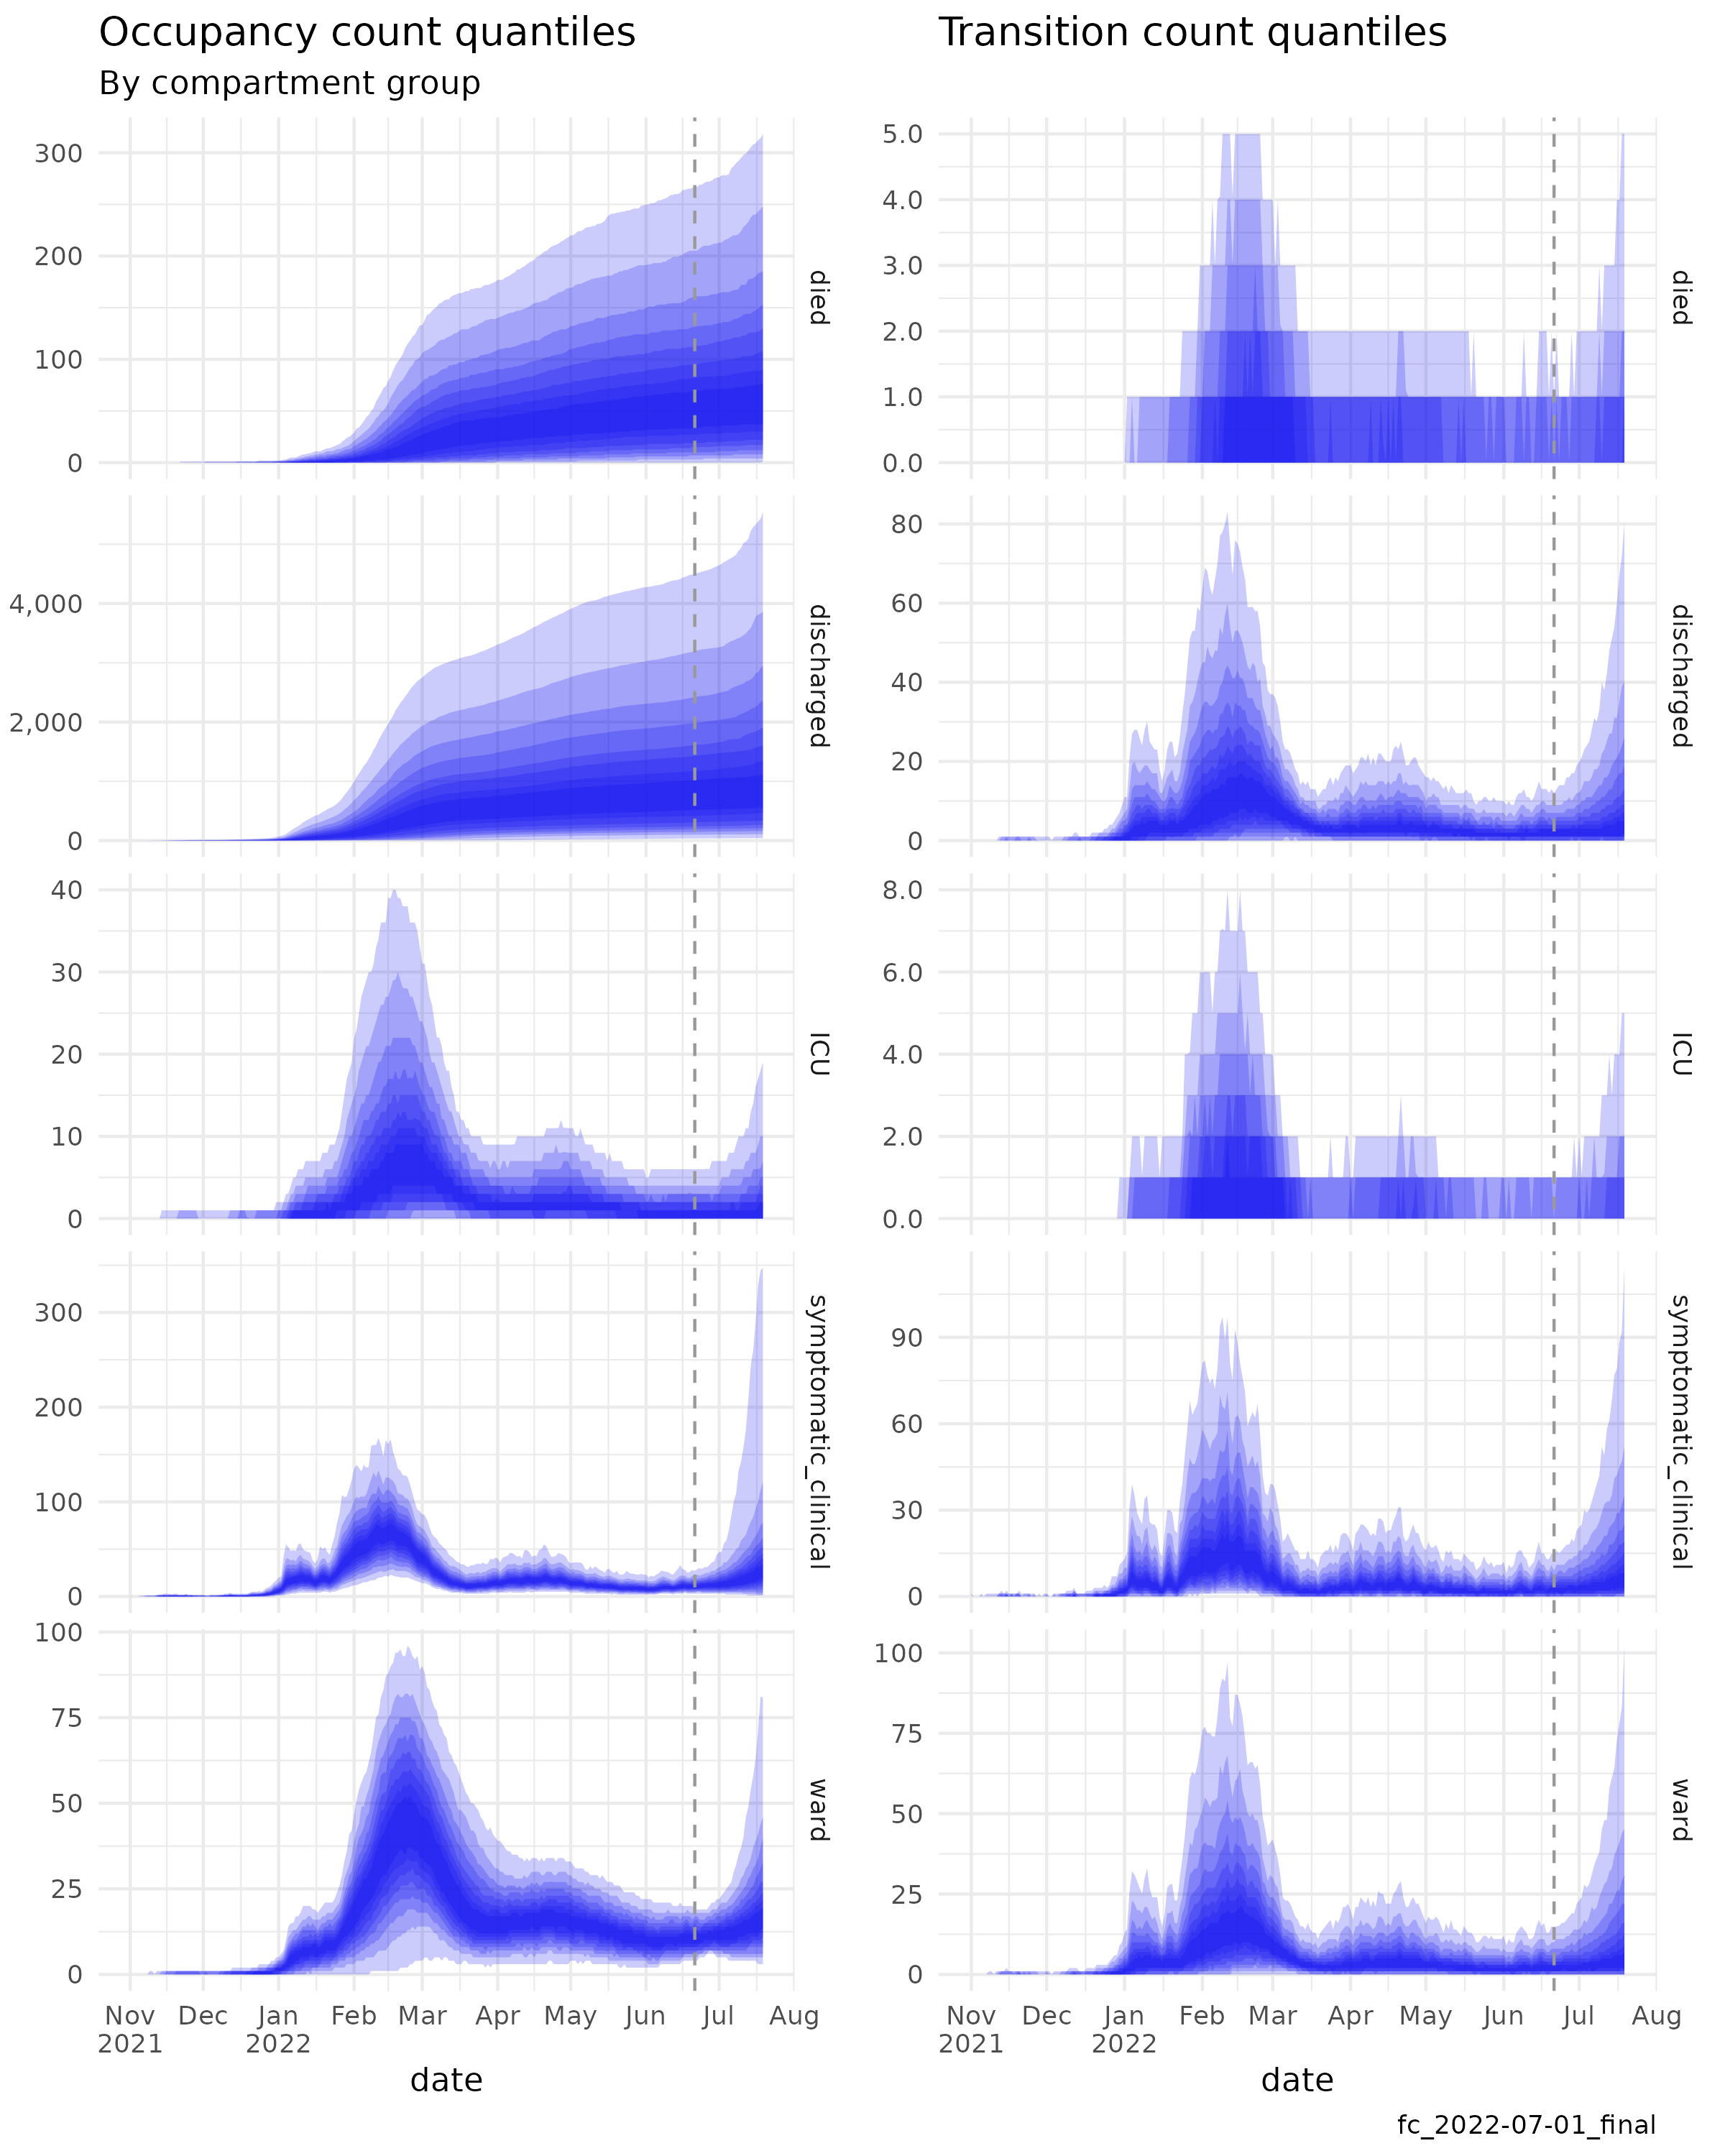 Occupancy count quantiles
By compartment group
300
200
100
0
died
4,000
2,000
0
discharged
40
30
20
10
0
ICU
300
200
100
0
symptomatic_clinical
100
75
50
25
0
ward
Nov Dec Jan Feb Mar Apr May Jun Jul Aug
2021 2022
date
Transition count quantiles
5.0
4.0
3.0
2.0
1.0
0.0
died
80
60
40
20
0
discharged
8.0
6.0
4.0
2.0
0.0
ICU
90
60
30
0
symptomatic_clinical
100
75
50
25
0
ward
Nov Dec Jan Feb Mar Apr May Jun Jul Aug
2021 2022
date
fc_2022-07-01_final